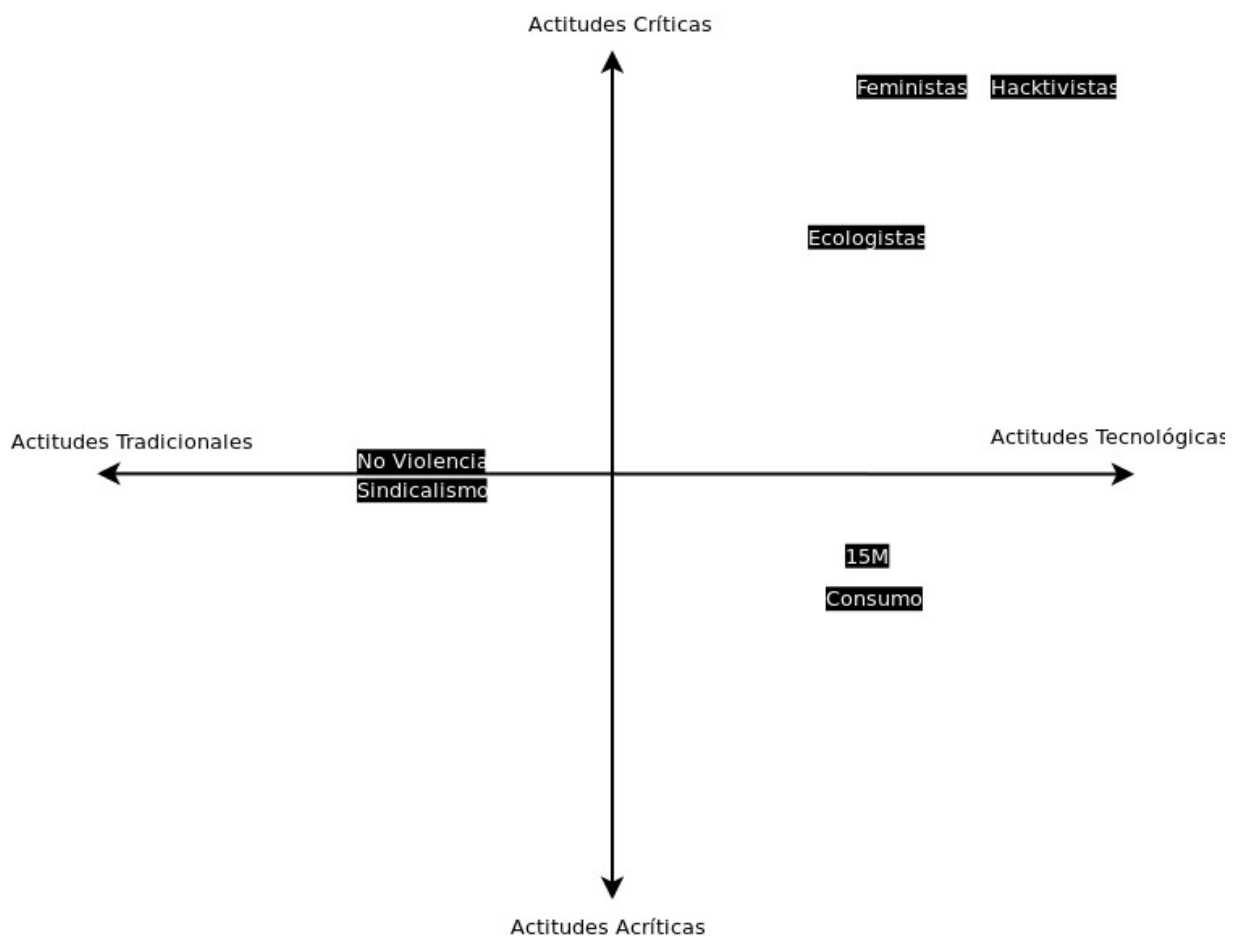 Actitudes Críticas
Feministas
Hacktivistas
Ecologistas
Actitudes Tradicionales
Actitudes Tecnológicas
No Violencia
Sindicalismo
15M
Consumo
Actitudes Acríticas